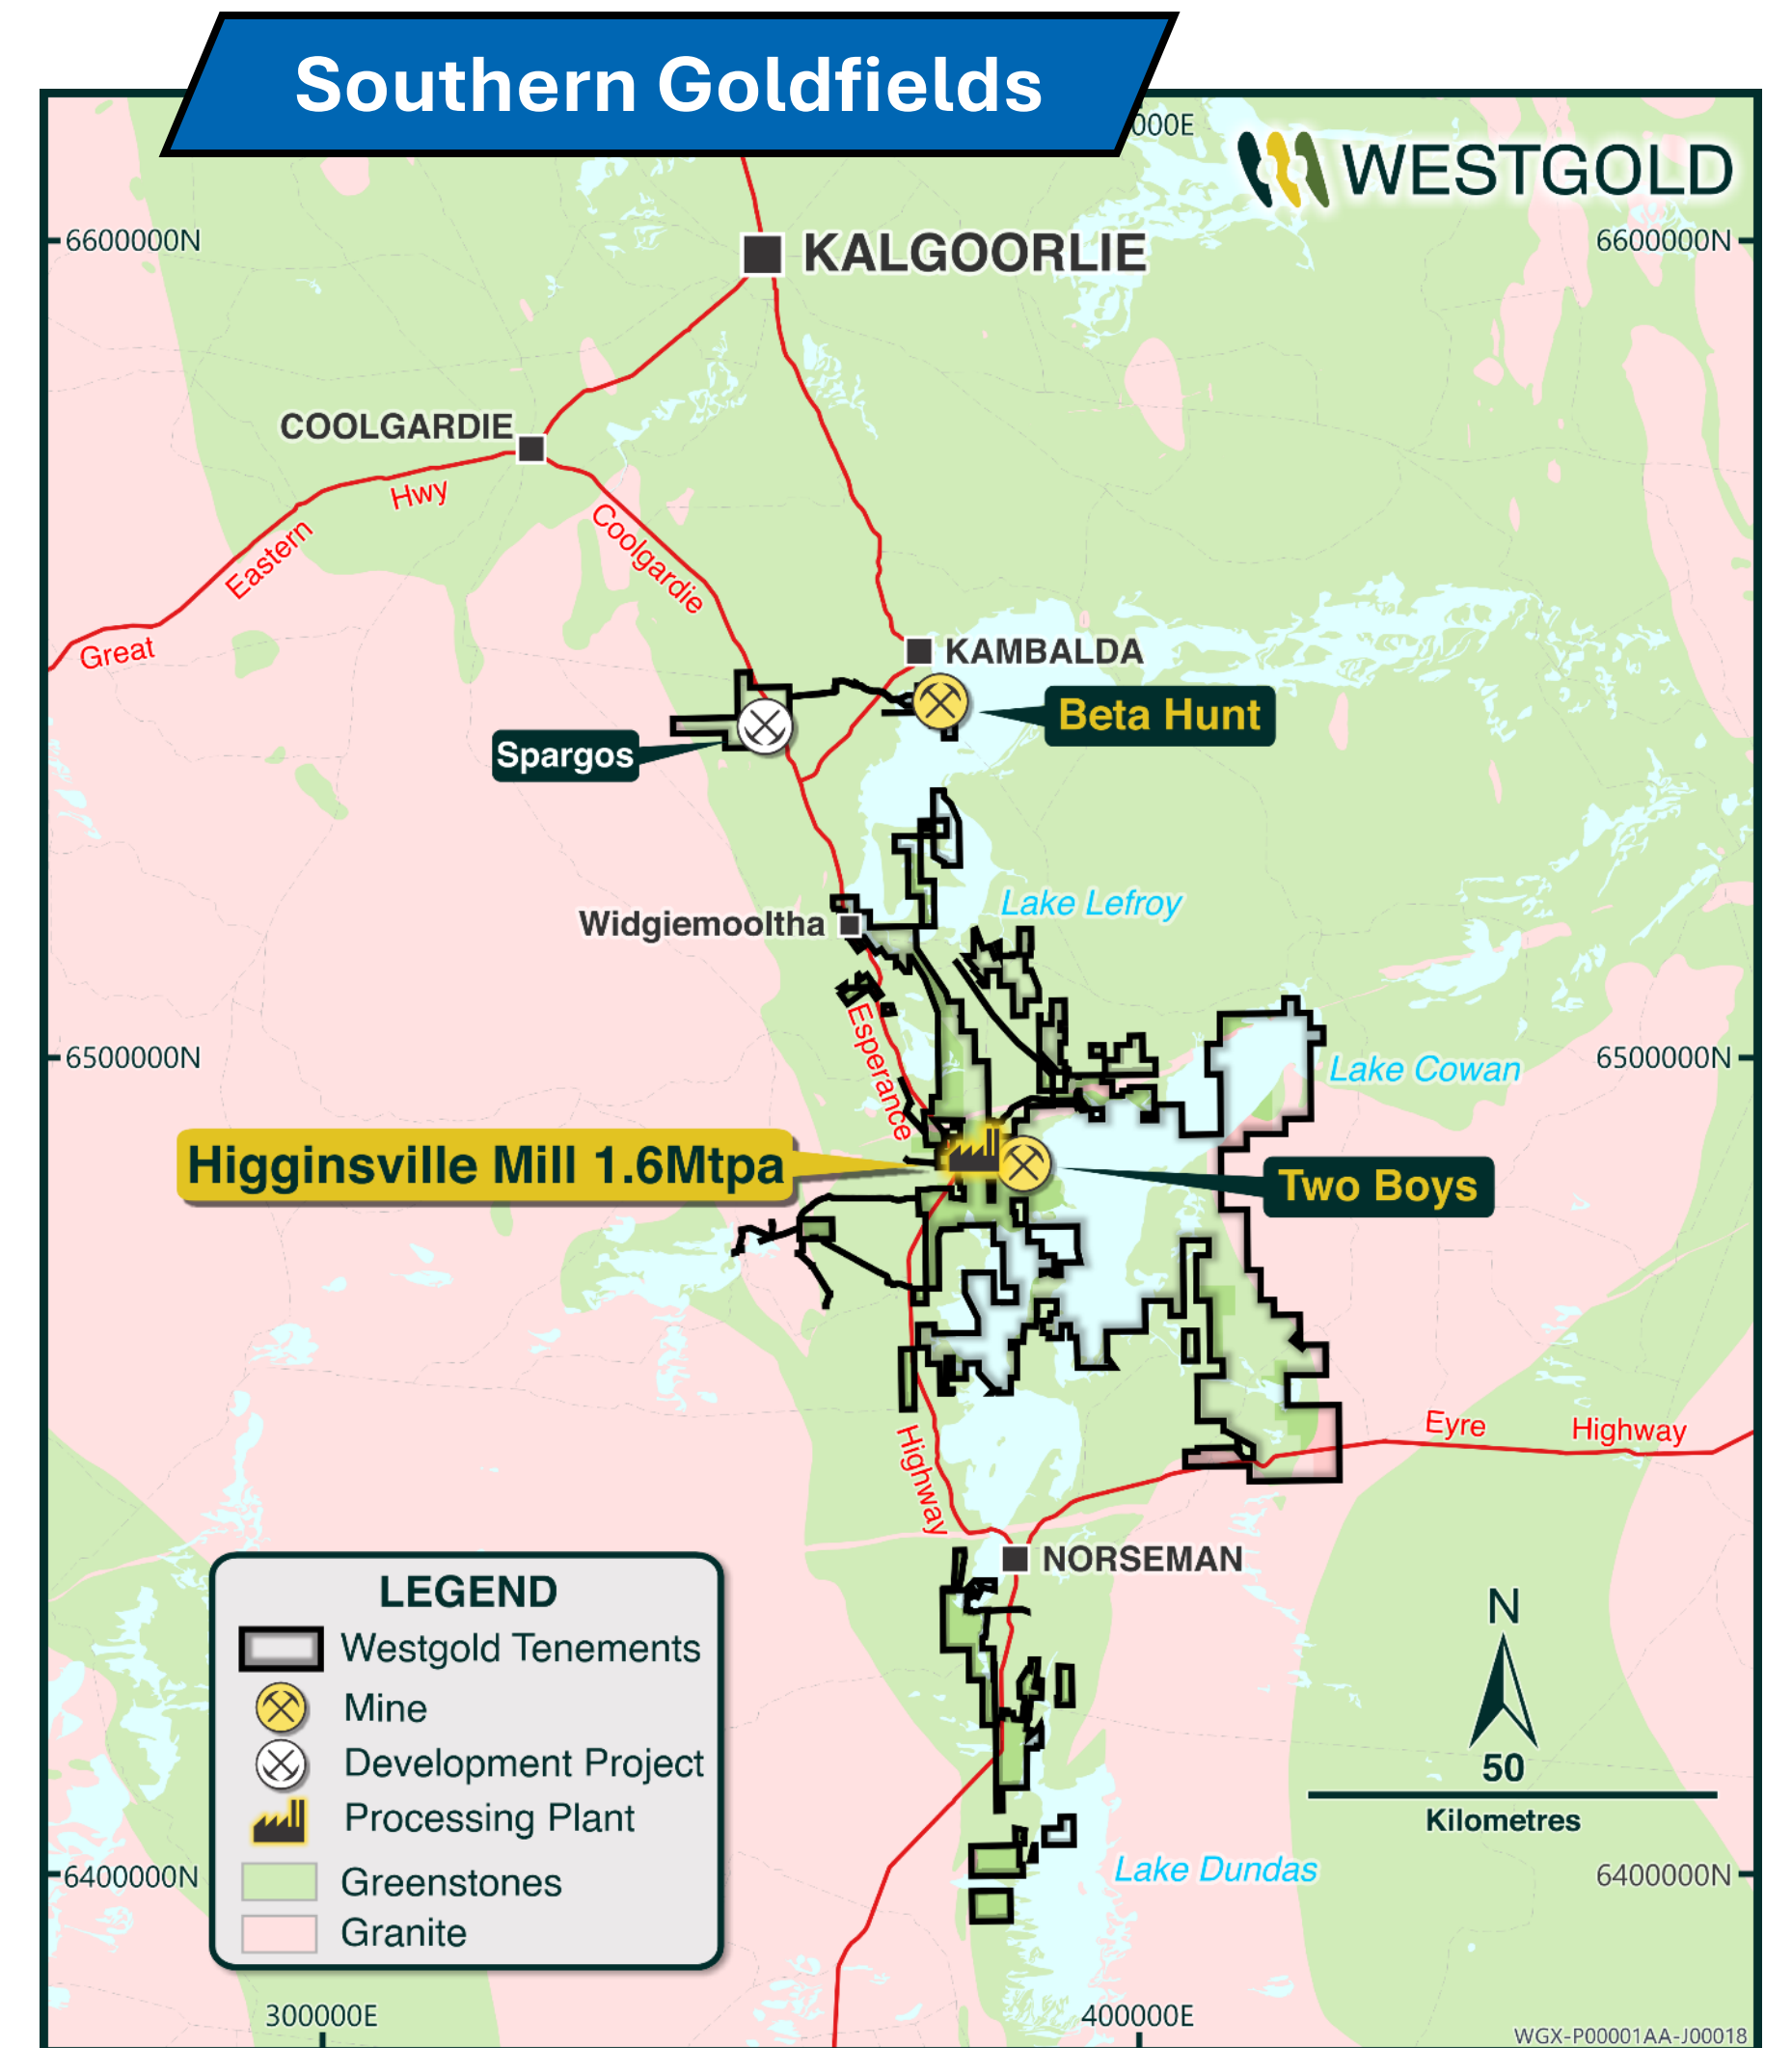 Southern Goldfields
000E
WESTGOLD
6600000N
6600000N
KALGOORLIE
COOLGARDIE
Hwy
Eastern
Great
Coolgardie
KAMBALDA
Beta Hunt
Spargos
Lake Lefroy
Widgiemooltha
Esperance
6500000N
6500000N
Lake Cowan
Higginsville Mill 1.6Mtpa
Two Boys
Highway
Eyre
Highway
NORSEMAN
LEGEND
Westgold Tenements
Mine
Development Project
Processing Plant
Greenstones
Granite
N
50
Kilometres
Lake Dundas
6400000N
6400000N
300000E
400000E
WGX-P00001AA-J00018